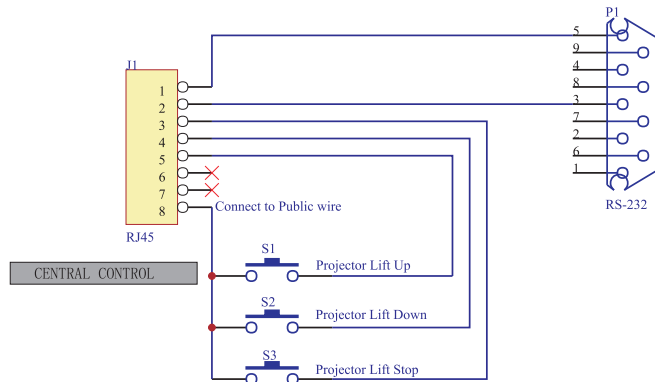 P1
5
9
4
8
3
7
2
6
1
RS-232
J1
1
2
3
4
5
6
7
8
RJ45
Connect to Public wire
CENTRAL CONTROL
S1
Projector Lift Up
S2
Projector Lift Down
S3
Projector Lift Stop